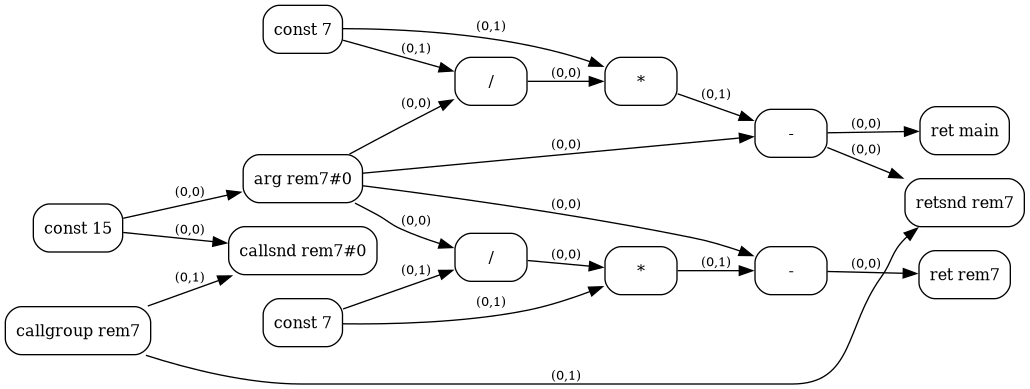 const 7
(0,1)
(0,1)
/
(0,0)
*
(0,1)
(0,0)
-
(0,0)
ret main
(0,0)
(0,0)
arg rem7#0
(0,0)
retsnd rem7
(0,0)
const 15
(0,0)
callsnd rem7#0
(0,0)
/
(0,0)
*
(0,1)
-
(0,0)
ret rem7
(0,1)
(0,1)
const 7
(0,1)
callgroup rem7
(0,1)